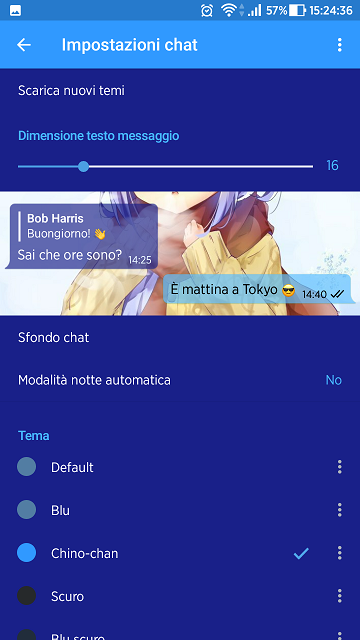 57% 15:24:36
Impostazioni chat
Scarica nuovi temi
Dimensione testo messaggio
16
Bob Harris
Buongiorno! 👋
Sai che ore sono? 14:25
È mattina a Tokyo 😎 14:40
Sfondo chat
Modalità notte automatica No
Tema
Default
Blu
Chino-chan
Scuro
Blu scuro